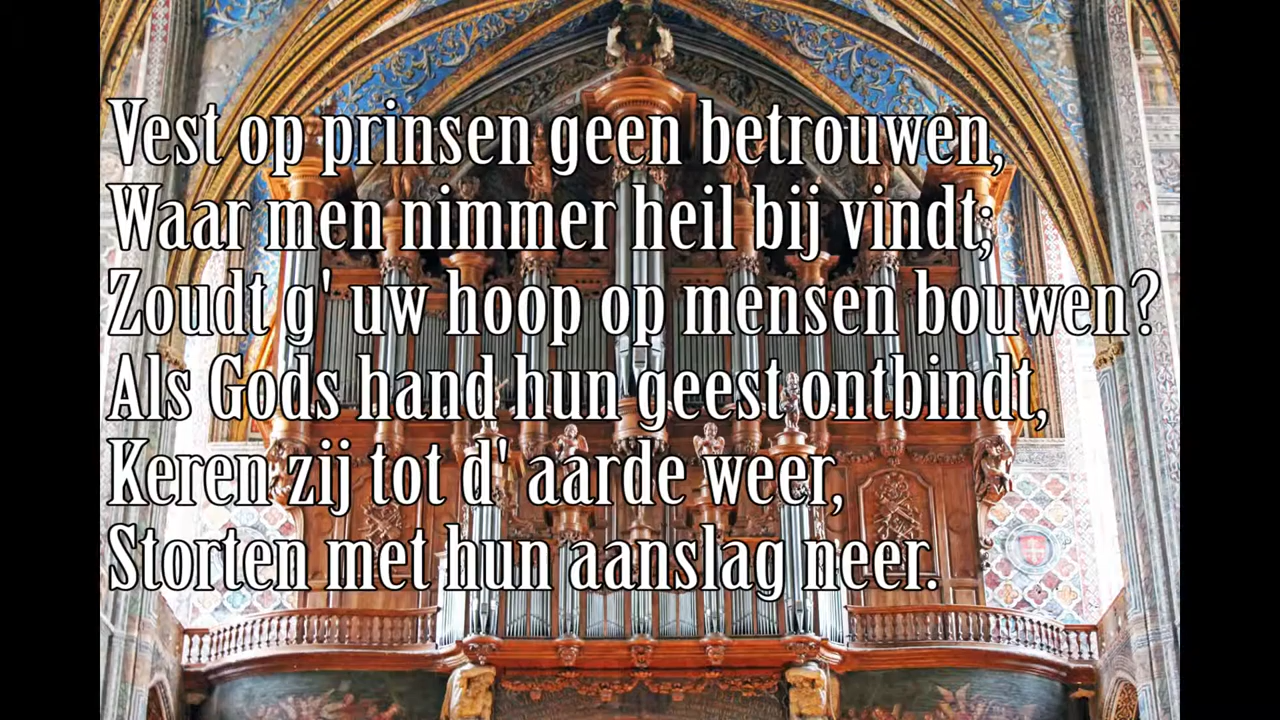 Vest op prinsen geen betrouwen,
Waar men nimmer heil bij vindt;
Zoudt g' uw hoop op mensen bouwen?
Als Gods hand hun geest ontbindt,
Keren zij tot d' aarde weer,
Storten met hun aanslag neer.